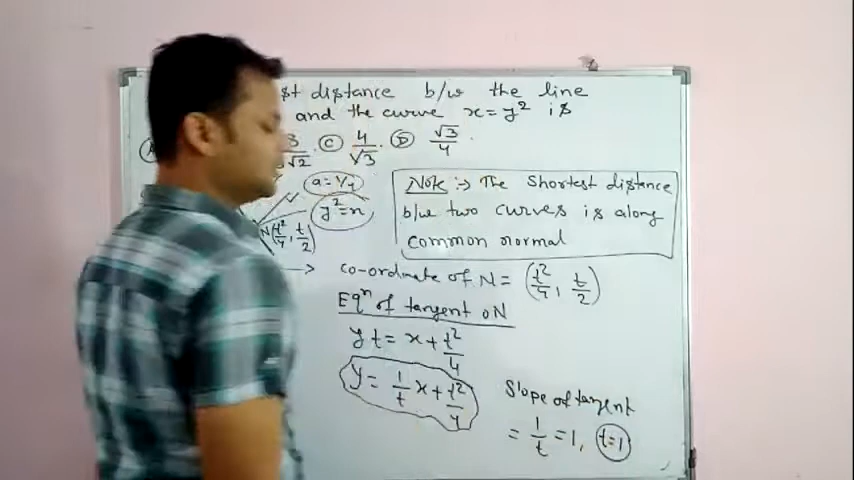 st distance b/w the line
and the curve x = y² is
3/√2 . (C) 4/√3 . (D) √3/4 .
a = 1/4
y² = x
N(t²/4, t/2)
Note :→ The Shortest distance
b/w two curves is along
common normal
→ co-ordinate of N = (t²/4, t/2)
Eqⁿ of tangent on
y t = x + t²/4
y = 1/t x + t²/4
Slope of tangent
= 1/t = 1, t=1